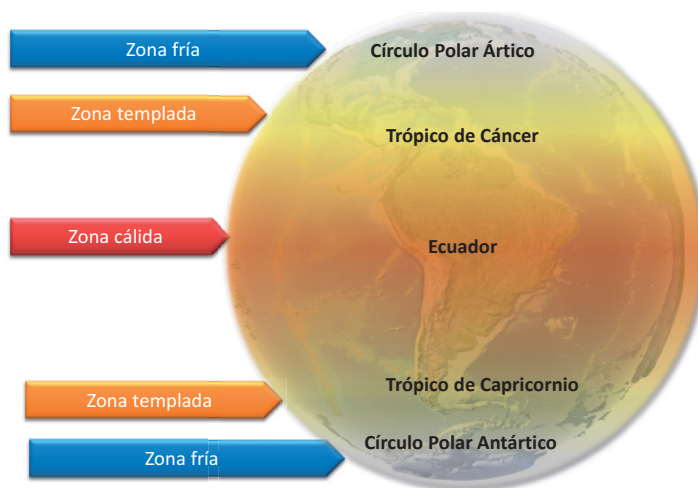 Zona fría
Círculo Polar Ártico
Zona templada
Trópico de Cáncer
Zona cálida
Ecuador
Trópico de Capricornio
Zona templada
Círculo Polar Antártico
Zona fría